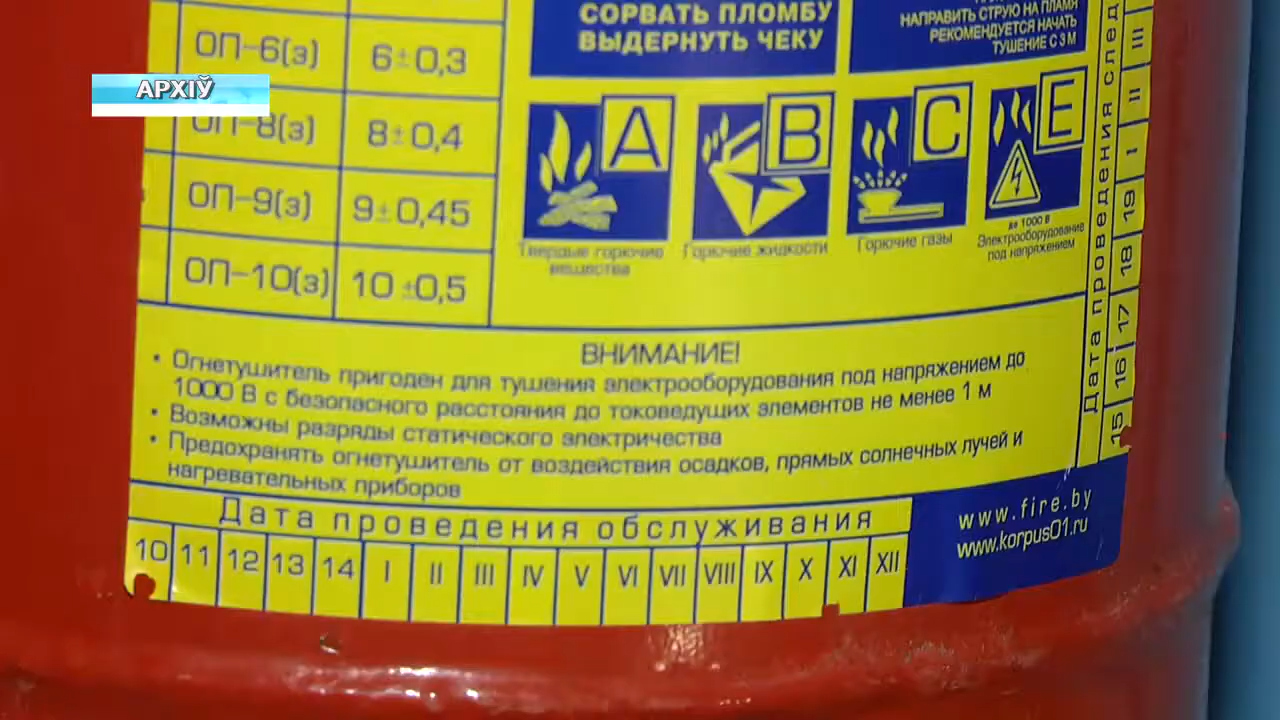 СОРВАТЬ ПЛОМБУ
ВЫДЕРНУТЬ ЧЕКУ
НАПРАВИТЬ СТРУЮ НА ПЛАМЯ
РЕКОМЕНДУЕТСЯ НАЧАТЬ
ТУШЕНИЕ С 3 М
АРХІЎ
ОП-6(з) 6±0,3
ОП-8(з) 8±0,4
ОП-9(з) 9±0,45
ОП-10(з) 10±0,5
A B C E
Твердые горючие
вещества
Горючие жидкости
Горючие газы
до 1000 В
Электрооборудование
под напряжением
ВНИМАНИЕ!
• Огнетушитель пригоден для тушения электрооборудования под напряжением до
1000 В с безопасного расстояния до токоведущих элементов не менее 1 м
• Возможны разряды статического электричества
• Предохранять огнетушитель от воздействия осадков, прямых солнечных лучей и
нагревательных приборов
Дата проведения обслуживания
10 11 12 13 14 I II III IV V VI VII VIII IX X XI XII
Дата проведения след
15 16 17 18 19 I II III
www.fire.by
www.korpus01.ru